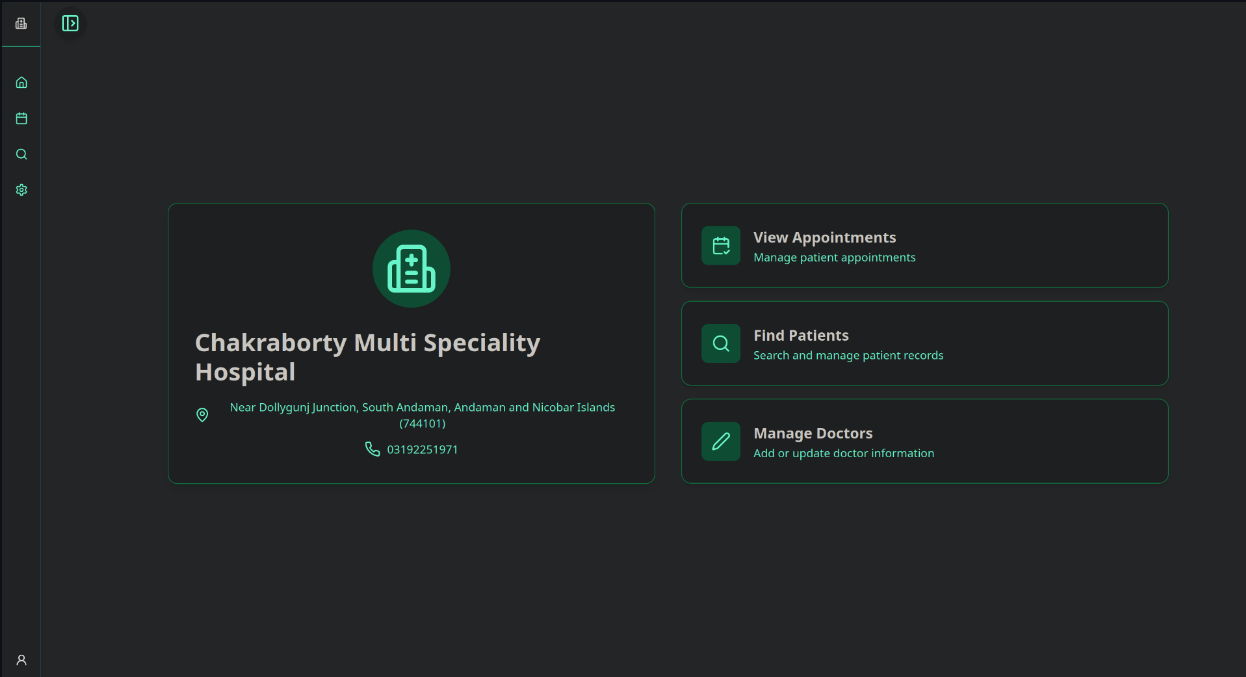 Chakraborty Multi Speciality
Hospital
Near Dollygunj Junction, South Andaman, Andaman and Nicobar Islands
(744101)
03192251971
View Appointments
Manage patient appointments
Find Patients
Search and manage patient records
Manage Doctors
Add or update doctor information